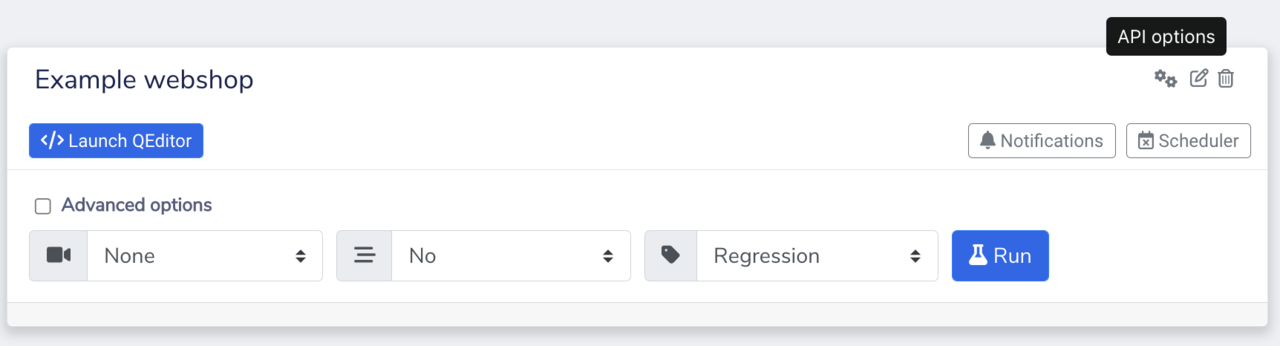 API options
Example webshop
Launch QEditor
Notifications
Scheduler
Advanced options
None
No
Regression
Run